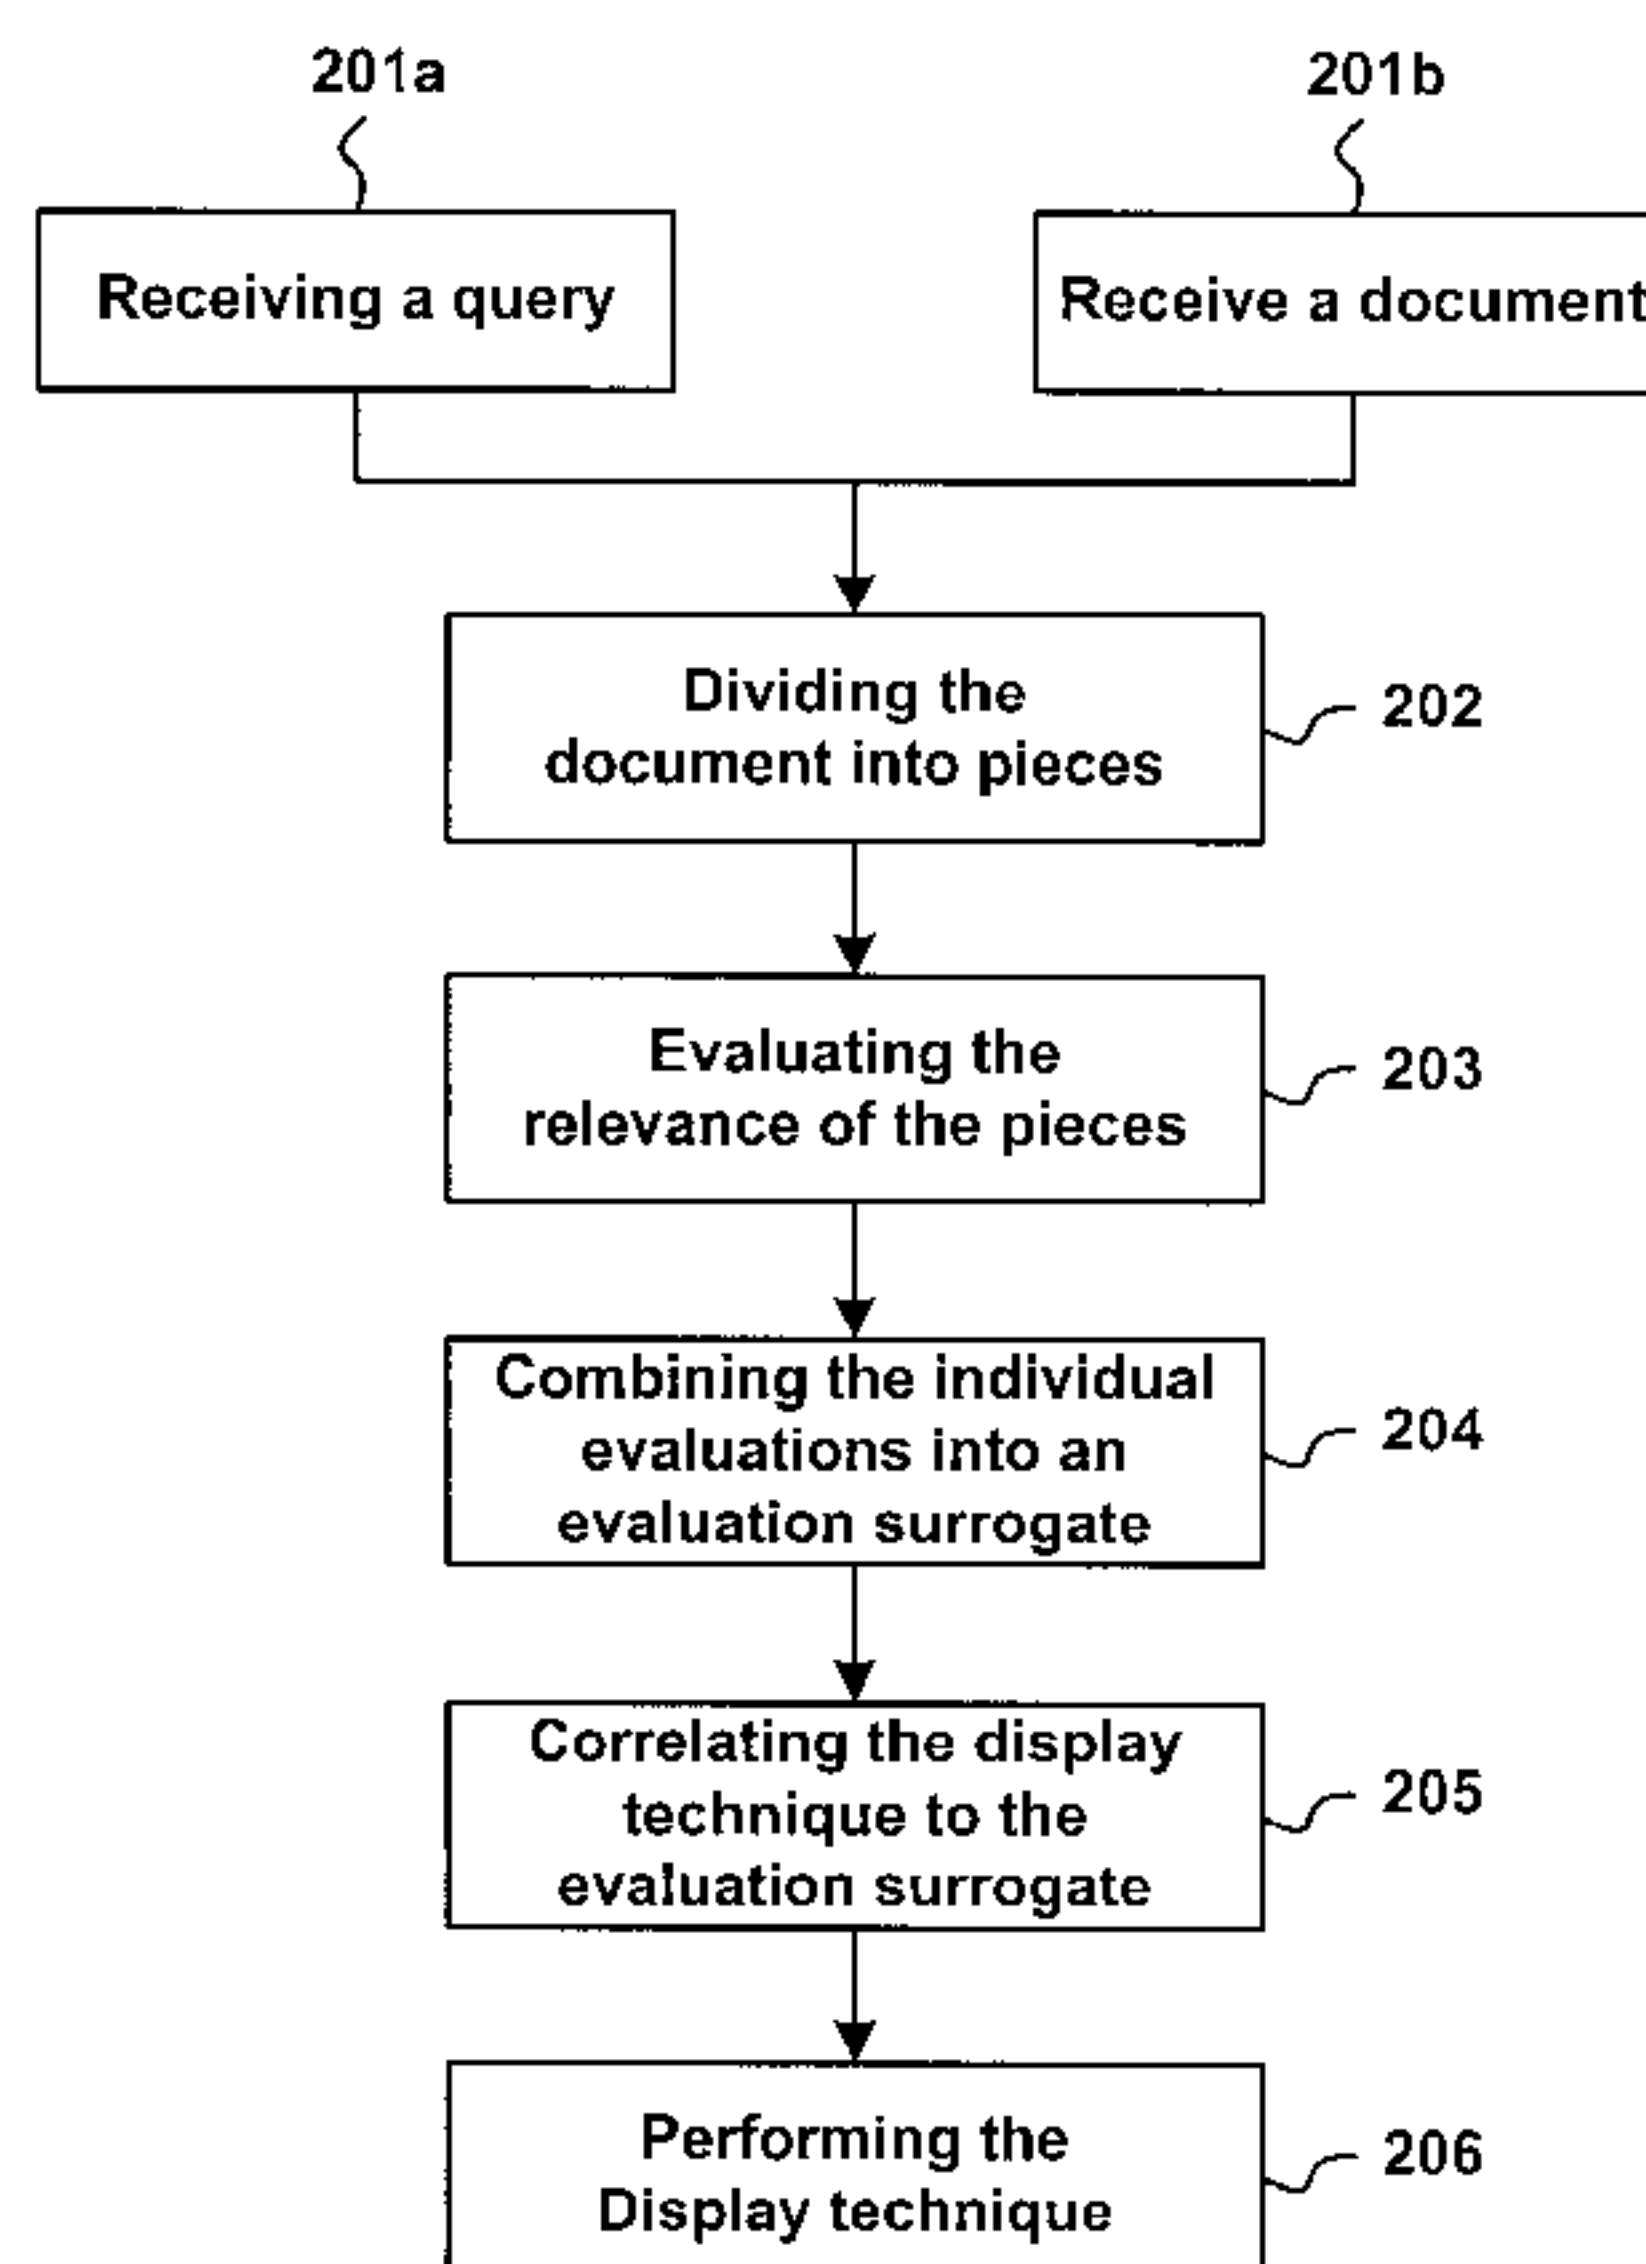 201a
201b
Receiving a query
Receive a document
Dividing the
document into pieces
202
Evaluating the
relevance of the pieces
203
Combining the individual
evaluations into an
evaluation surrogate
204
Correlating the display
technique to the
evaluation surrogate
205
Performing the
Display technique
206